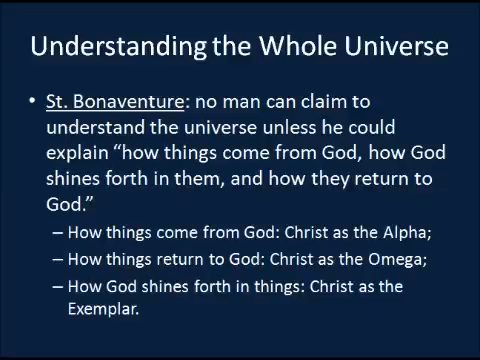 Understanding the Whole Universe
• St. Bonaventure: no man can claim to
understand the universe unless he could
explain “how things come from God, how God
shines forth in them, and how they return to
God.”
– How things come from God: Christ as the Alpha;
– How things return to God: Christ as the Omega;
– How God shines forth in things: Christ as the
Exemplar.